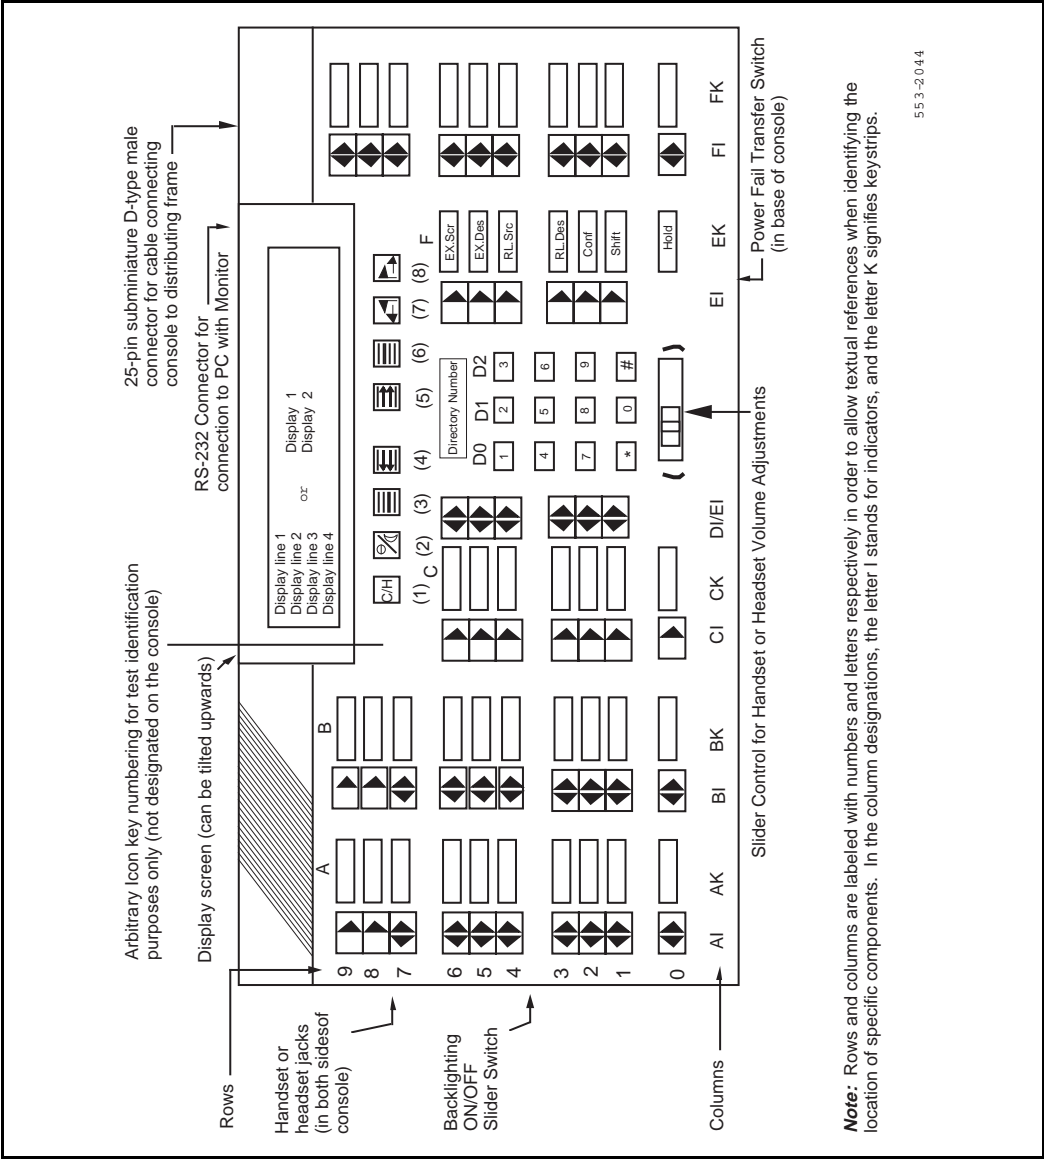 Arbitrary Icon key numbering for test identification
purposes only (not designated on the console)
Display screen (can be tilted upwards)
25-pin subminiature D-type male
connector for cable connecting
console to distributing frame
RS-232 Connector for
connection to PC with Monitor
Rows
Handset or
headset jacks
(in both sidesof
console)
Backlighting
ON/OFF
Slider Switch
Columns
Display line 1
Display line 2
Display line 3
Display line 4
or
Display 1
Display 2
C/H
(1) (2) (3) (4) (5) (6) (7) (8)
A
B
C
F
Directory Number
D0 D1 D2
9
8
7
6
5
4
3
2
1
0
1 2 3
4 5 6
7 8 9
* 0 #
EX.Scr
EX.Des
RL.Src
RL.Des
Conf
Shift
Hold
AI AK BI BK CI CK DI/EI EI EK FI FK
Slider Control for Handset or Headset Volume Adjustments
Power Fail Transfer Switch
(in base of console)
Note: Rows and columns are labeled with numbers and letters respectively in order to allow textual references when identifying the
location of specific components. In the column designations, the letter I stands for indicators, and the letter K signifies keystrips.
553-2044